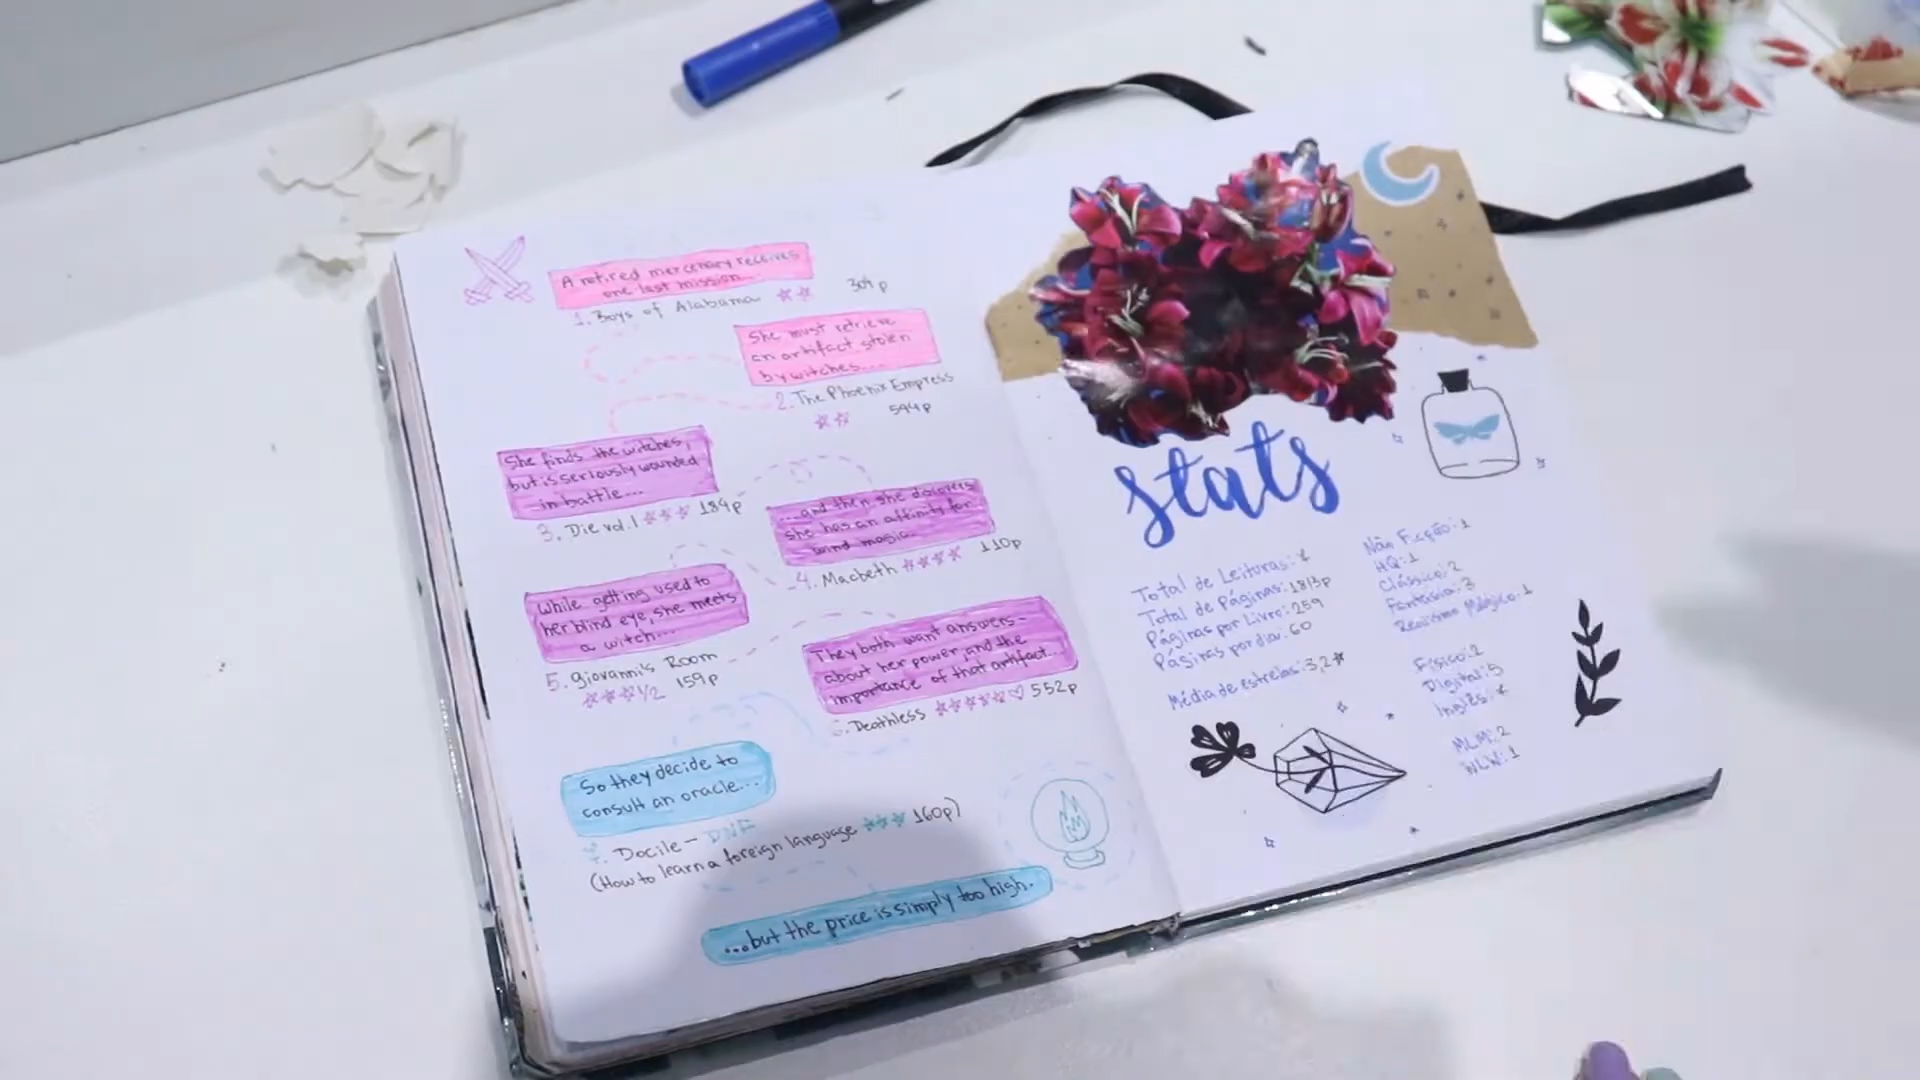 A retired mercenary receives
one last mission...
1. Boys of Alabama ☆☆ 304p
She must retrieve
an artifact stolen
by witches...
2. The Phoenix Empress
☆☆ 594p
She finds the witches,
but is seriously wounded
in battle...
3. Die vol.1 ☆☆☆ 184p
...and then she discovers
she has an affinity for
wind magic.
4. Macbeth ☆☆☆☆ 110p
While getting used to
her blind eye, she meets
a witch...
5. Giovanni's Room
☆☆☆1/2 159p
They both want answers-
about her power, and the
importance of that artifact...
6. Deathless ☆☆☆☆☆♡ 552p
So they decide to
consult an oracle...
7. Docile - DNF
(How to learn a foreign language ☆☆☆ 160p)
...but the price is simply too high.
stats
Total de Leituras: 7
Total de Páginas: 1813p
Páginas por Livro: 259
Páginas por dia: 60
Média de estrelas: 3,2☆
Não Ficção: 1
HQ: 1
Clássico: 2
Fantasia: 3
Realismo Mágico: 1
Físico: 2
Digital: 5
Inglês: 7
MLM: 2
WLW: 1